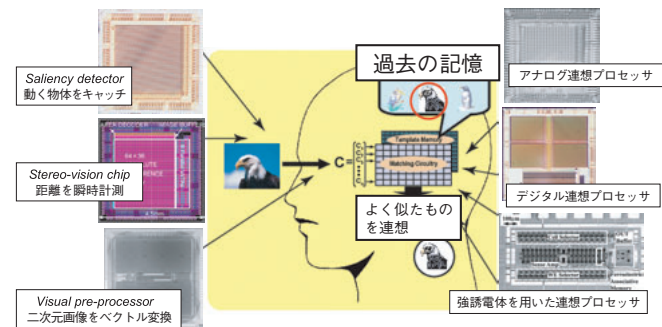 Saliency detector
動く物体をキャッチ
Stereo-vision chip
距離を瞬時計測
Visual pre-processor
二次元画像をベクトル変換
過去の記憶
Template Memory
Matching Circuitry
C=
よく似たもの
を連想
アナログ連想プロセッサ
デジタル連想プロセッサ
強誘電体を用いた連想プロセッサ
64×36